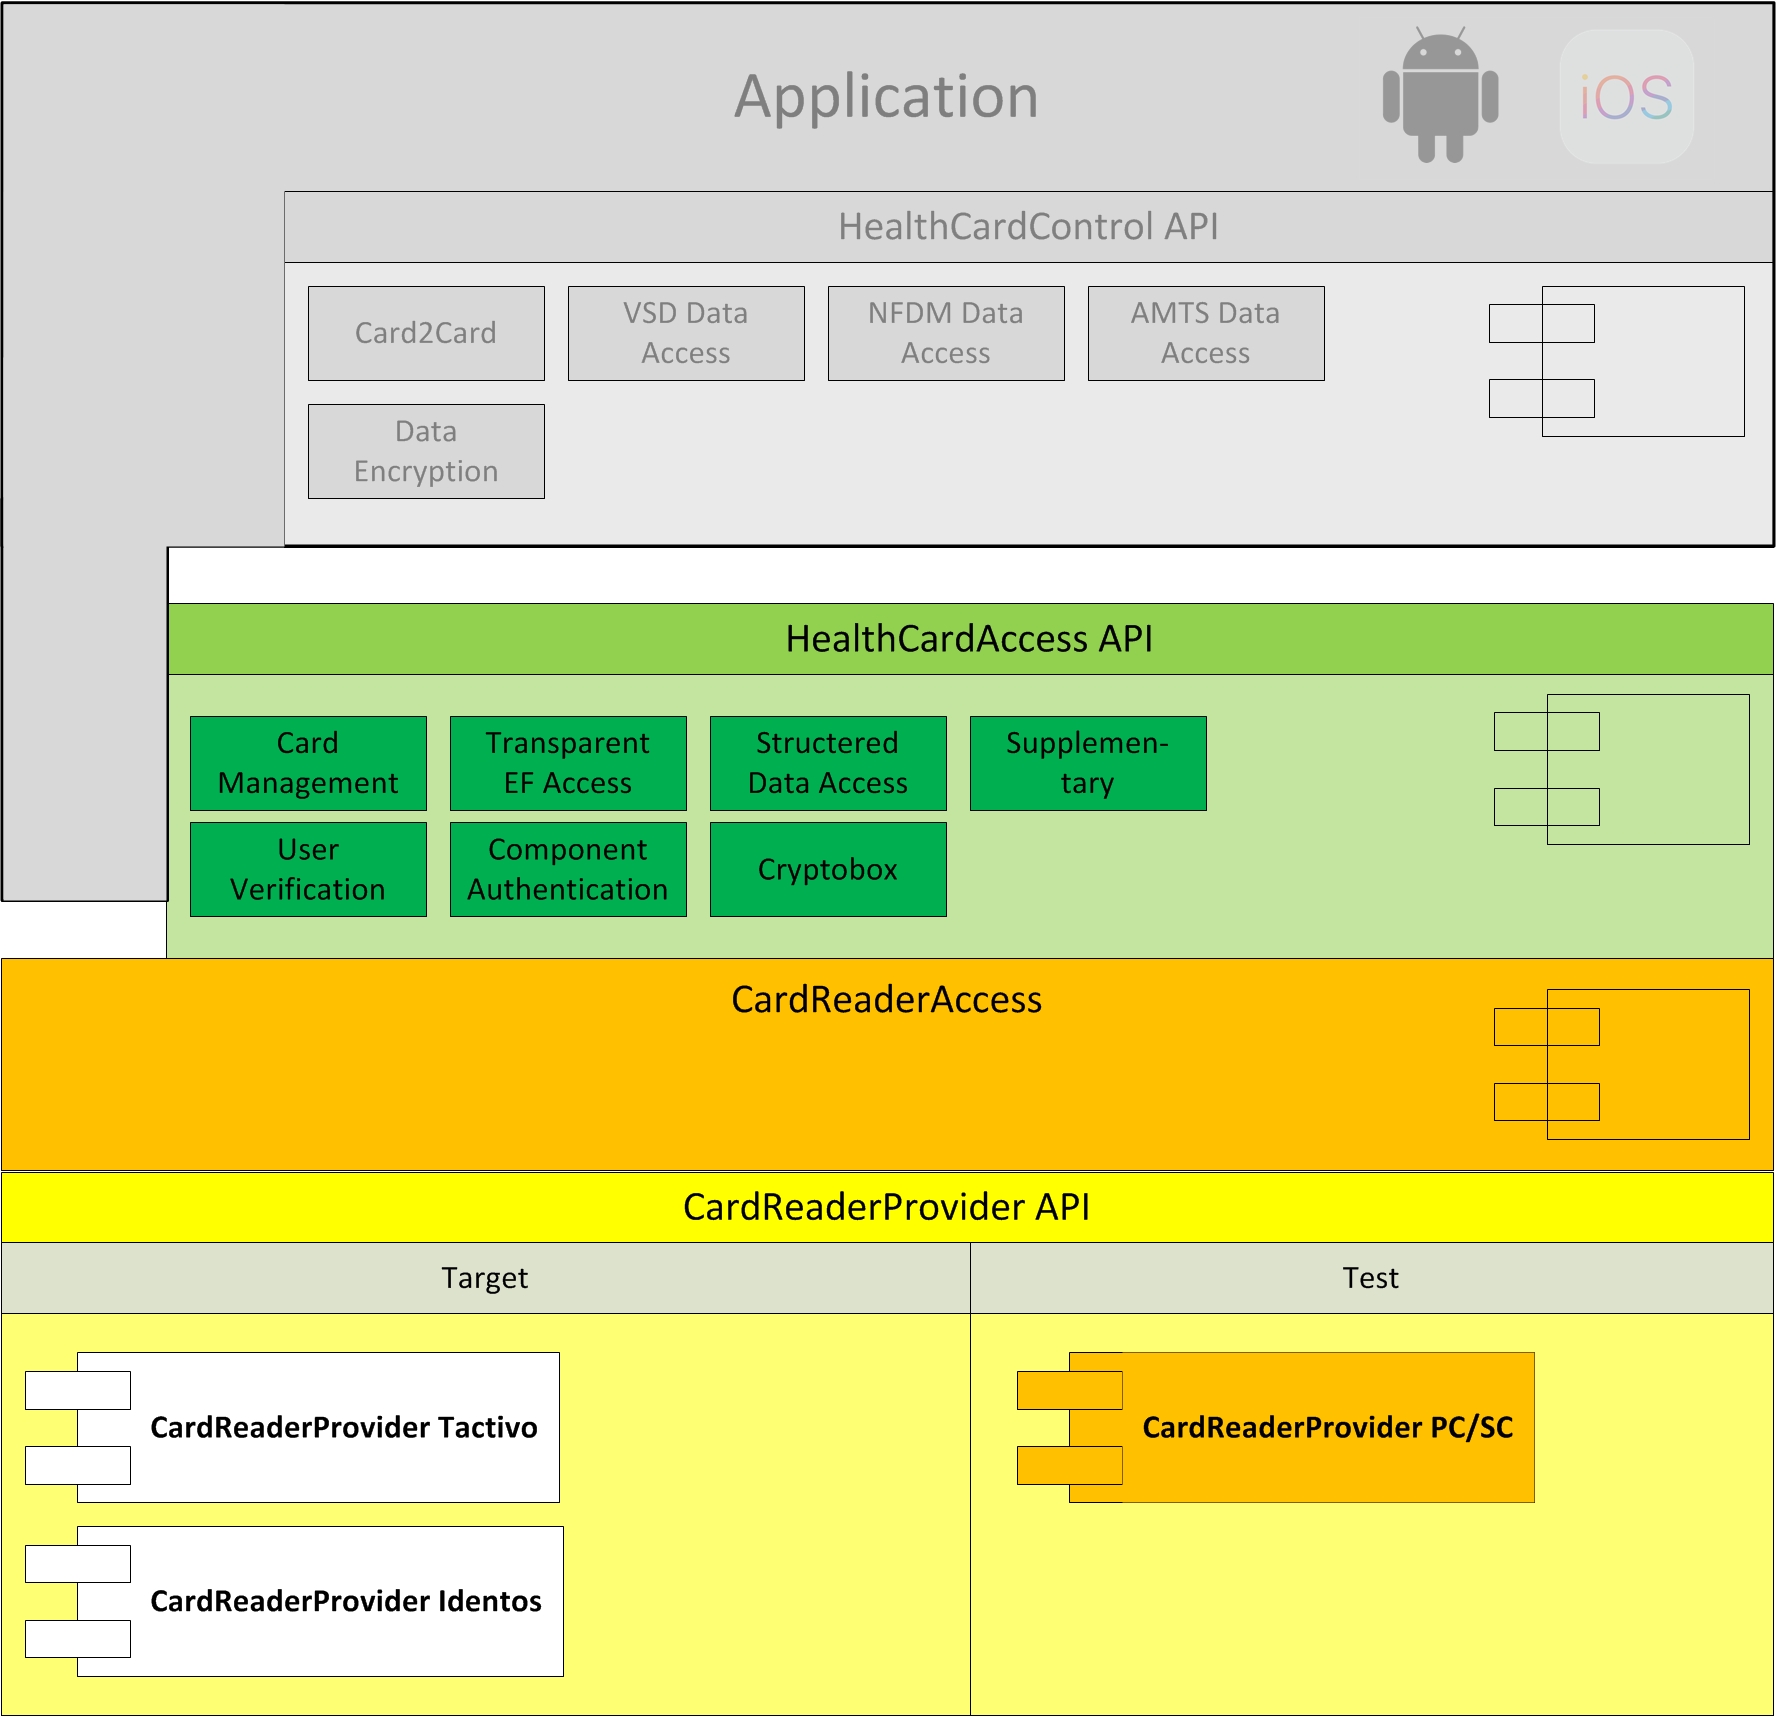 Application
iOS
HealthCardControl API
Card2Card
VSD Data
Access
NFDM Data
Access
AMTS Data
Access
Data
Encryption
HealthCardAccess API
Card
Management
Transparent
EF Access
Structered
Data Access
Supplemen-
tary
User
Verification
Component
Authentication
Cryptobox
CardReaderAccess
CardReaderProvider API
Target
Test
CardReaderProvider Tactivo
CardReaderProvider PC/SC
CardReaderProvider Identos